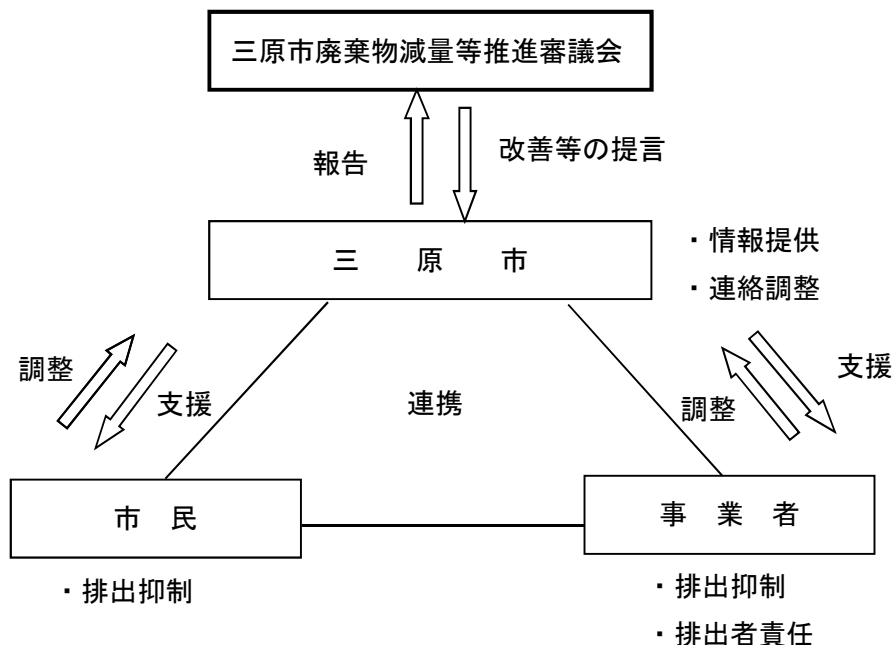 三原市廃棄物減量等推進審議会
報告
改善等の提言
三　原　市
・情報提供
・連絡調整
調整
支援
連携
調整
支援
市　民
事　業　者
・排出抑制
・排出抑制
・排出者責任